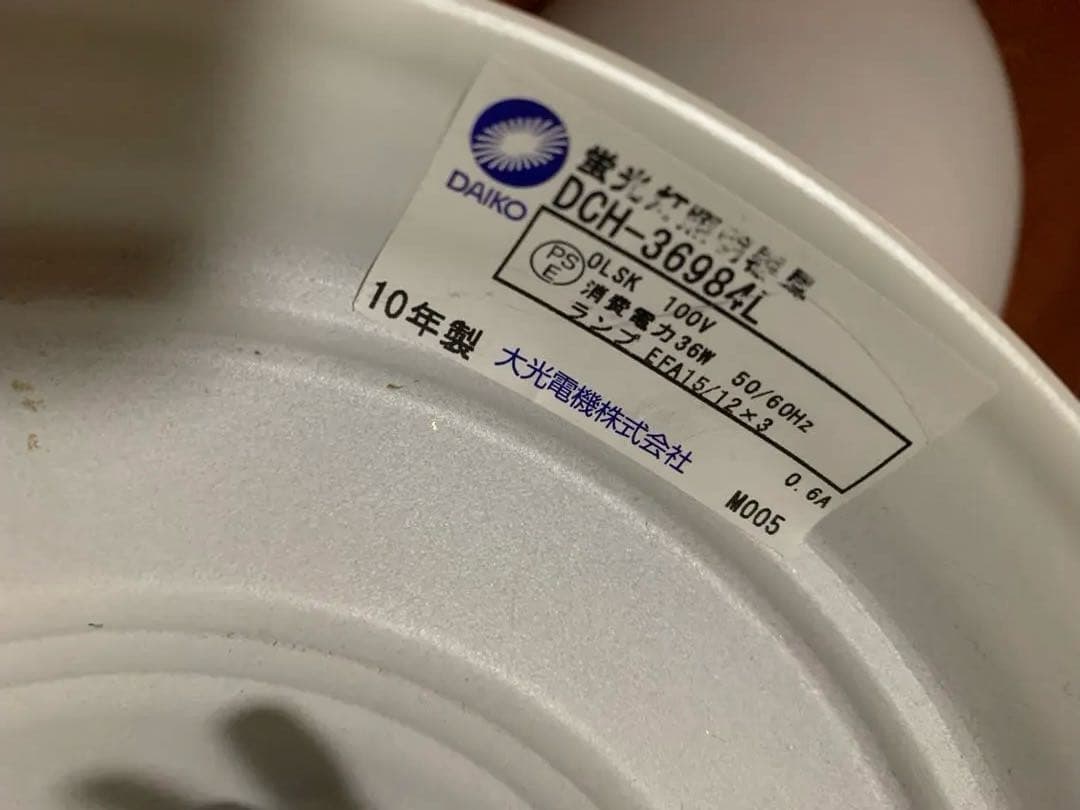 DAIKO
蛍光灯照明器具
DCH-36984L
PS
E
OLSK 100V 50/60Hz
消費電力36W 0.6A
ランプ EFA15/12×3
10年製
大光電機株式会社
M005